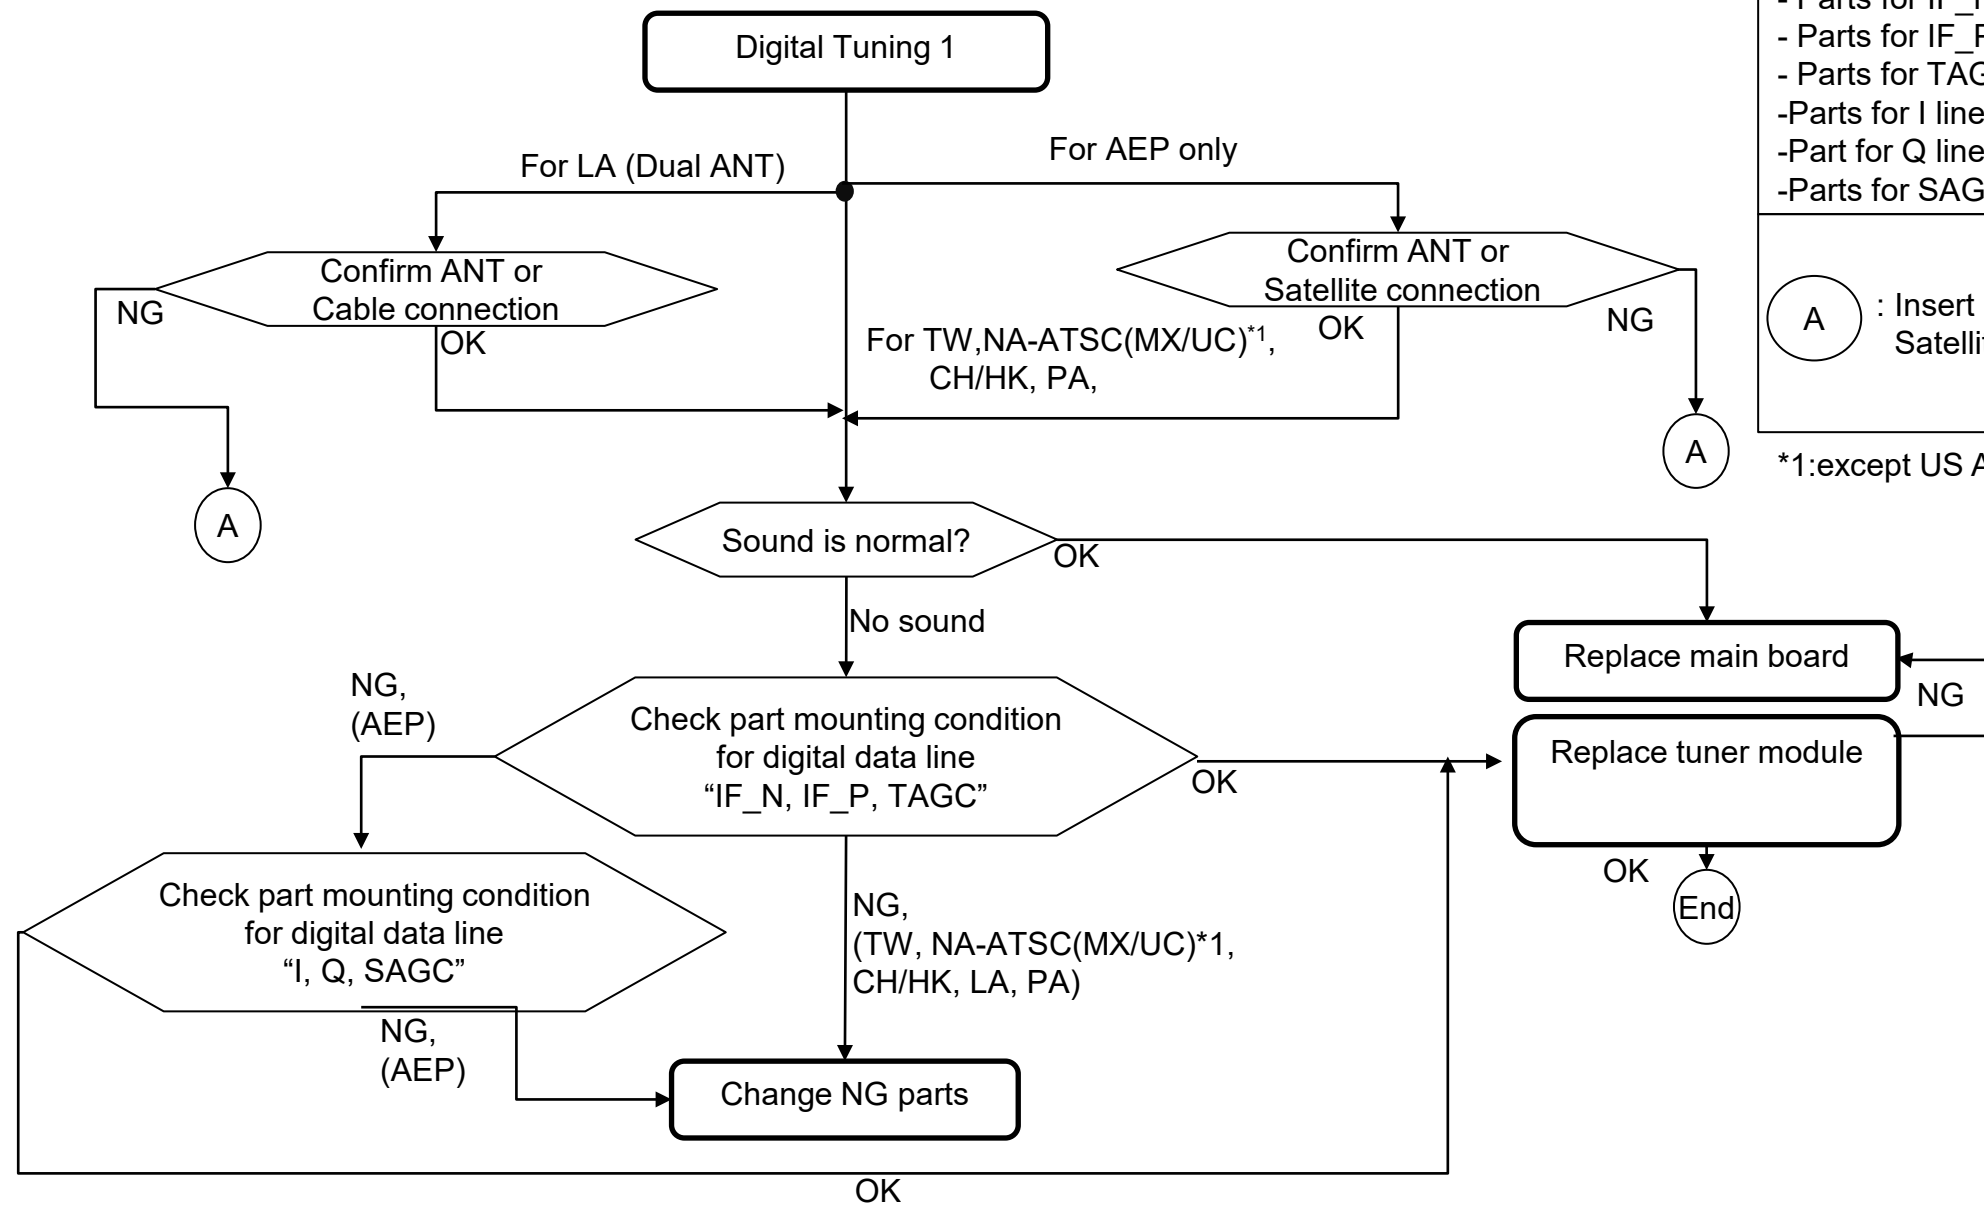 Digital Tuning 1
- Parts for
- Parts for
- Parts for
-Parts for I line
-Part for Q line
-Parts for
For LA (Dual ANT)
For AEP only
Confirm ANT or
Cable connection
NG
OK
Confirm ANT or
Satellite connection
OK
NG
For TW,NA-ATSC(MX/UC)*1,
CH/HK, PA,
A
: Insert
A
A
*1:except US
Sound is normal?
OK
No sound
Replace main board
NG
NG,
(AEP)
Check part mounting condition
for digital data line
“IF_N, IF_P, TAGC”
OK
Replace tuner module
OK
End
Check part mounting condition
for digital data line
“I, Q, SAGC”
NG,
(TW, NA-ATSC(MX/UC)*1,
CH/HK, LA, PA)
NG,
(AEP)
Change NG parts
OK